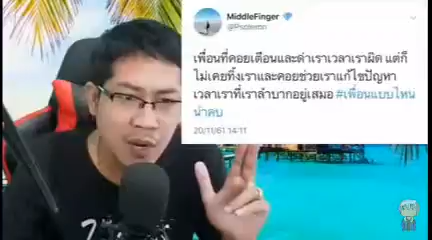 MiddleFinger
เพื่อนที่คอยเตือนและด่าเราเวลาเราผิด แต่ก็
ไม่เคยทิ้งเราและคอยช่วยเราแก้ไขปัญหา
เวลาเราที่เราลำบากอยู่เสมอ #เพื่อนแบบไหน
น่าคบ
20/11/61 14:11